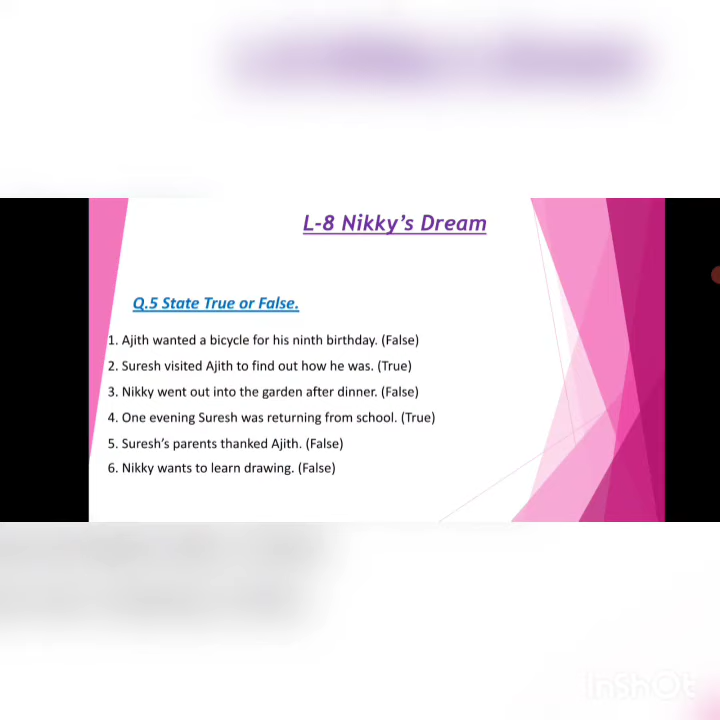 L-8 Nikky's Dream
Q.5 State True or False.
1. Ajith wanted a bicycle for his ninth birthday. (False)
2. Suresh visited Ajith to find out how he was. (True)
3. Nikky went out into the garden after dinner. (False)
4. One evening Suresh was returning from school. (True)
5. Suresh's parents thanked Ajith. (False)
6. Nikky wants to learn drawing. (False)
InShOt